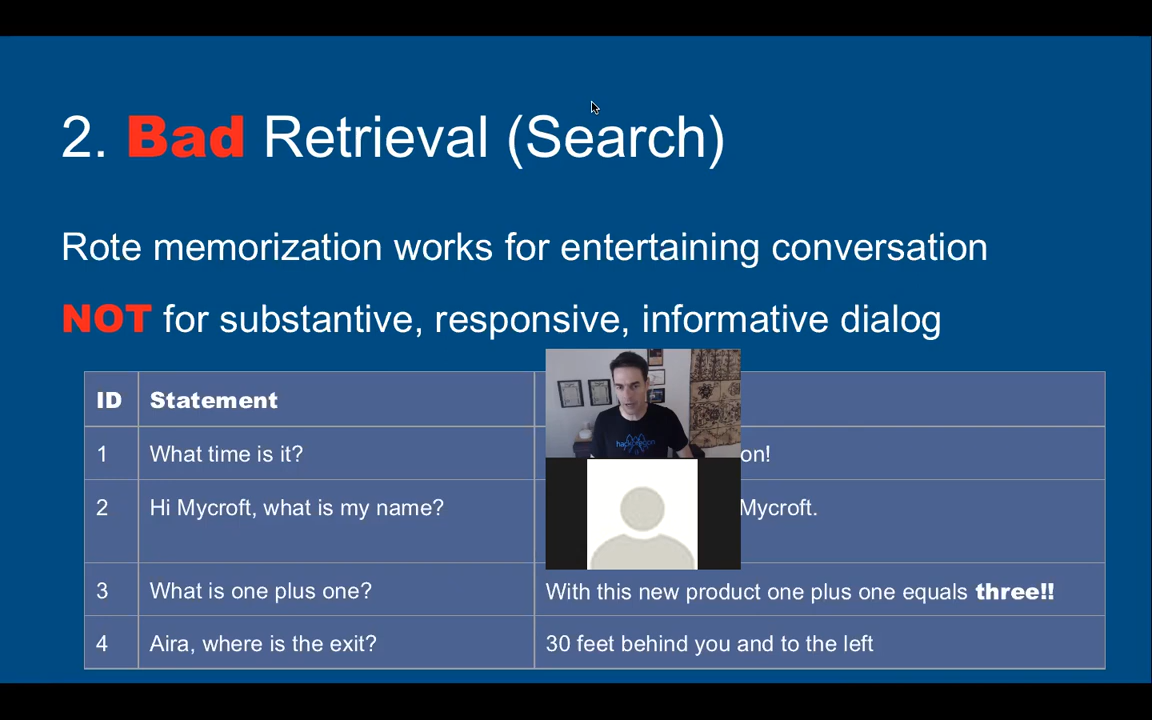 2. Bad Retrieval (Search)
Rote memorization works for entertaining conversation
NOT for substantive, responsive, informative dialog
ID Statement
1 What time is it? on!
2 Hi Mycroft, what is my name? Mycroft.
3 What is one plus one? With this new product one plus one equals three!!
4 Aira, where is the exit? 30 feet behind you and to the left